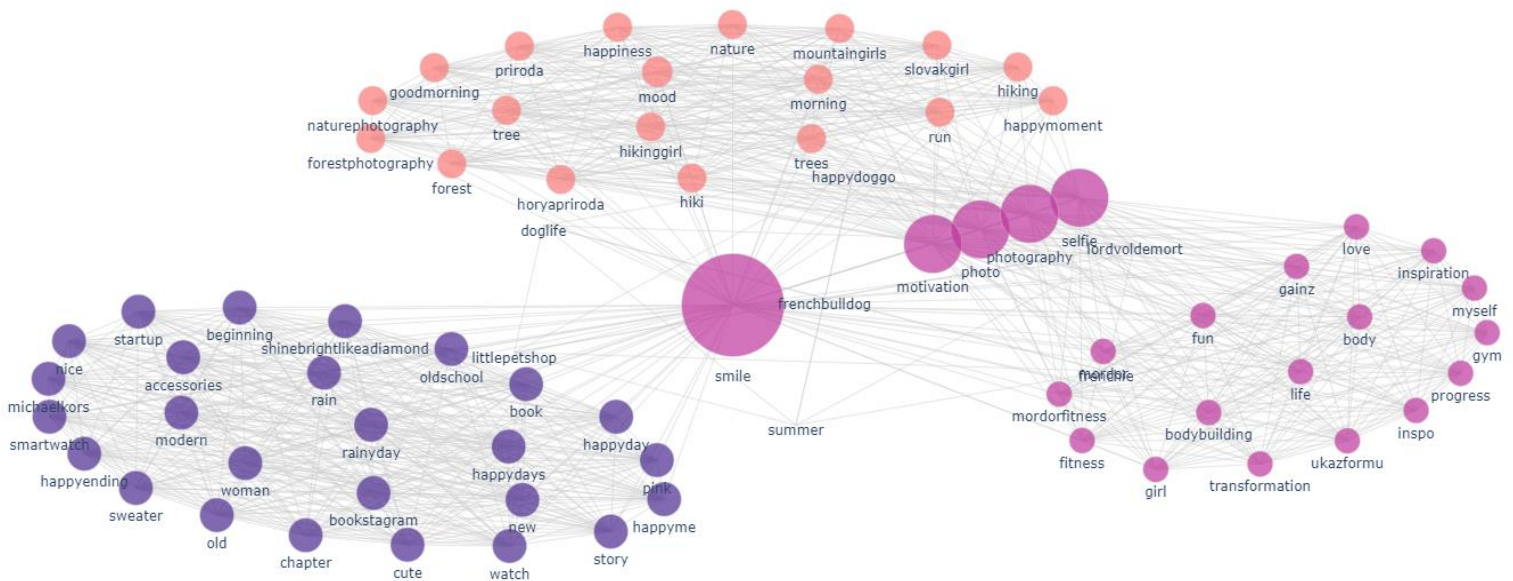 happiness
nature
mountaingirls
priroda
slovakgirl
goodmorning
mood
morning
hiking
naturephotography
tree
hikinggirl
run
happymoment
forestphotography
trees
forest
happydoggo
horyapriroda
hiki
doglife
selfie
lordvoldemort
love
photography
photo
motivation
inspiration
gainz
myself
frenchbulldog
beginning
startup
shinebrightlikeadiamond
fun
body
gym
nice
littlepetshop
accessories
oldschool
smile
mordor
frenchie
rain
life
progress
michaelkors
book
mordorfitness
smartwatch
modern
summer
bodybuilding
inspo
rainyday
happyday
happydays
fitness
ukazformu
happyending
woman
pink
girl
transformation
sweater
bookstagram
new
happyme
old
chapter
cute
watch
story